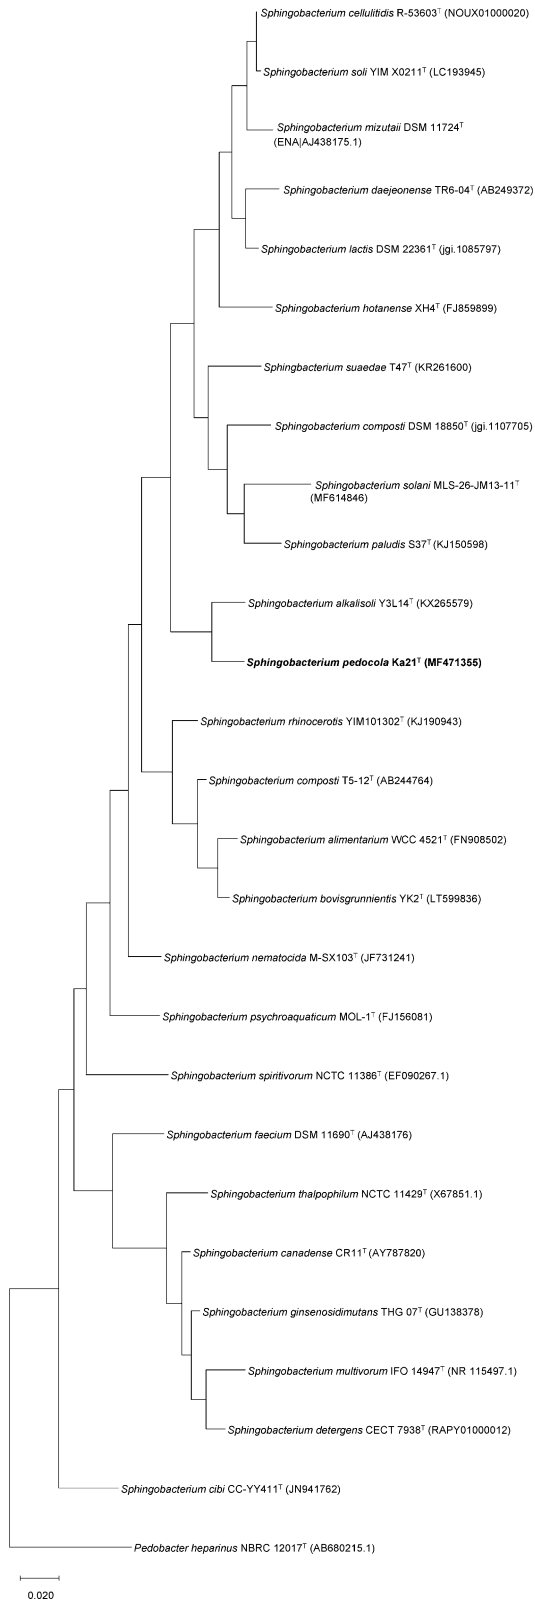 Sphingobacterium cellulitidis R-53603ᵀ (NOUX01000020)
Sphingobacterium soli YIM X0211ᵀ (LC193945)
Sphingobacterium mizutaii DSM 11724ᵀ
(ENA|AJ438175.1)
Sphingobacterium daejeonense TR6-04ᵀ (AB249372)
Sphingobacterium lactis DSM 22361ᵀ (jgi.1085797)
Sphingobacterium hotanense XH4ᵀ (FJ859899)
Sphingbacterium suaedae T47ᵀ (KR261600)
Sphingobacterium composti DSM 18850ᵀ (jgi.1107705)
Sphingobacterium solani MLS-26-JM13-11ᵀ
(MF614846)
Sphingobacterium paludis S37ᵀ (KJ150598)
Sphingobacterium alkalisoli Y3L14ᵀ (KX265579)
Sphingobacterium pedocola Ka21ᵀ (MF471355)
Sphingobacterium rhinocerotis YIM101302ᵀ (KJ190943)
Sphingobacterium composti T5-12ᵀ (AB244764)
Sphingobacterium alimentarium WCC 4521ᵀ (FN908502)
Sphingobacterium bovisgrunnientis YK2ᵀ (LT599836)
Sphingobacterium nematocida M-SX103ᵀ (JF731241)
Sphingobacterium psychroaquaticum MOL-1ᵀ (FJ156081)
Sphingobacterium spiritivorum NCTC 11386ᵀ (EF090267.1)
Sphingobacterium faecium DSM 11690ᵀ (AJ438176)
Sphingobacterium thalpophilum NCTC 11429ᵀ (X67851.1)
Sphingobacterium canadense CR11ᵀ (AY787820)
Sphingobacterium ginsenosidimutans THG 07ᵀ (GU138378)
Sphingobacterium multivorum IFO 14947ᵀ (NR 115497.1)
Sphingobacterium detergens CECT 7938ᵀ (RAPY01000012)
Sphingobacterium cibi CC-YY411ᵀ (JN941762)
Pedobacter heparinus NBRC 12017ᵀ (AB680215.1)
0.020